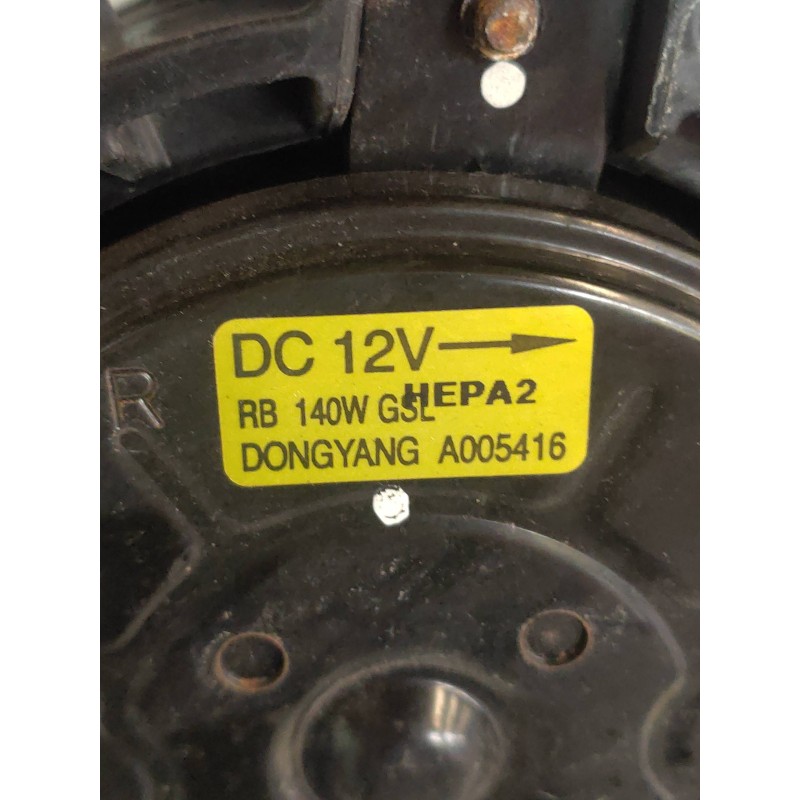 DC 12V
HEPA2
RB 140W GSL
DONGYANG A005416
R